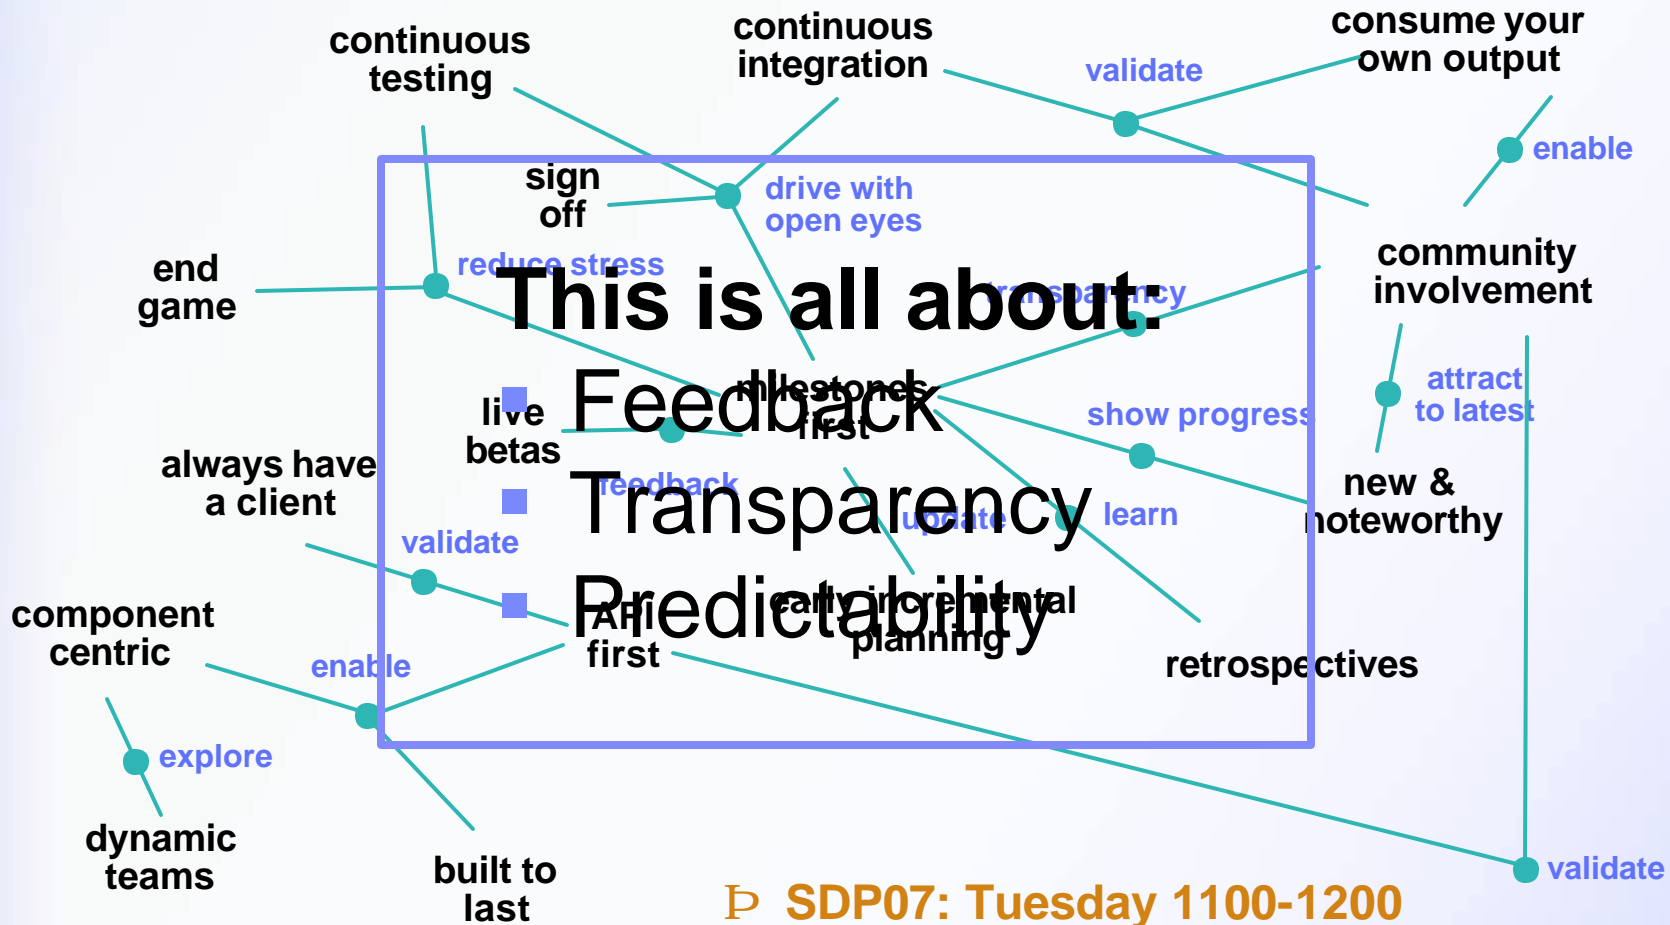 continuous
testing
continuous
integration
validate
consume your
own output
enable
sign
off
drive with
open eyes
end
game
reduce stress
This is all about:
transparency
community
involvement
Feedback
milestones
first
live
betas
show progress
attract
to latest
always have
a client
feedback
Transparency
update
learn
new &
noteworthy
validate
Predictability
API
first
early incremental
planning
component
centric
enable
retrospectives
explore
dynamic
teams
built to
last
validate
Þ SDP07: Tuesday 1100-1200